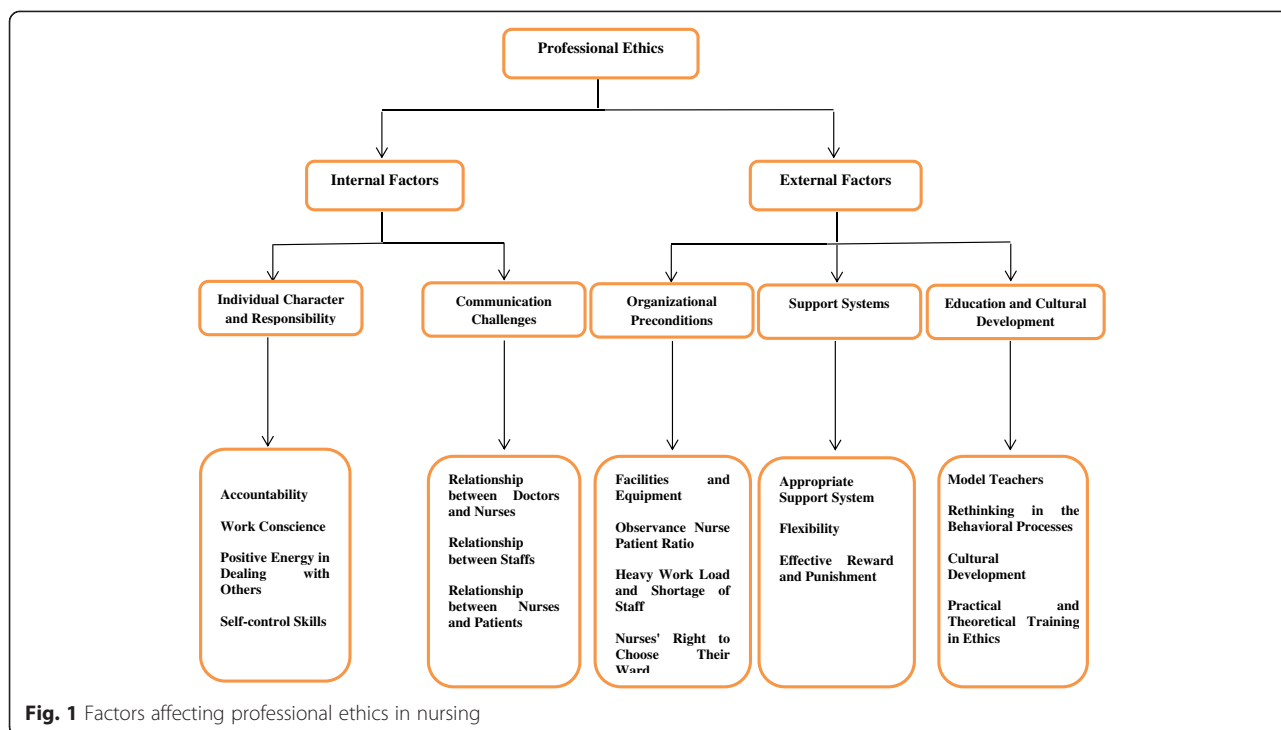 Professional Ethics
Internal Factors
External Factors
Individual Character
and Responsibility
Communication
Challenges
Organizational
Preconditions
Support Systems
Education and Cultural
Development
Accountability
Work Conscience
Positive Energy in
Dealing with
Others
Self-control Skills
Relationship
between Doctors
and Nurses
Relationship
between Staffs
Relationship
between Nurses
and Patients
Facilities and
Equipment
Observance Nurse
Patient Ratio
Heavy Work Load
and Shortage of
Staff
Nurses' Right to
Choose Their
Ward
Appropriate
Support System
Flexibility
Effective Reward
and Punishment
Model Teachers
Rethinking in the
Behavioral Processes
Cultural
Development
Practical and
Theoretical Training
in Ethics
Fig. 1 Factors affecting professional ethics in nursing